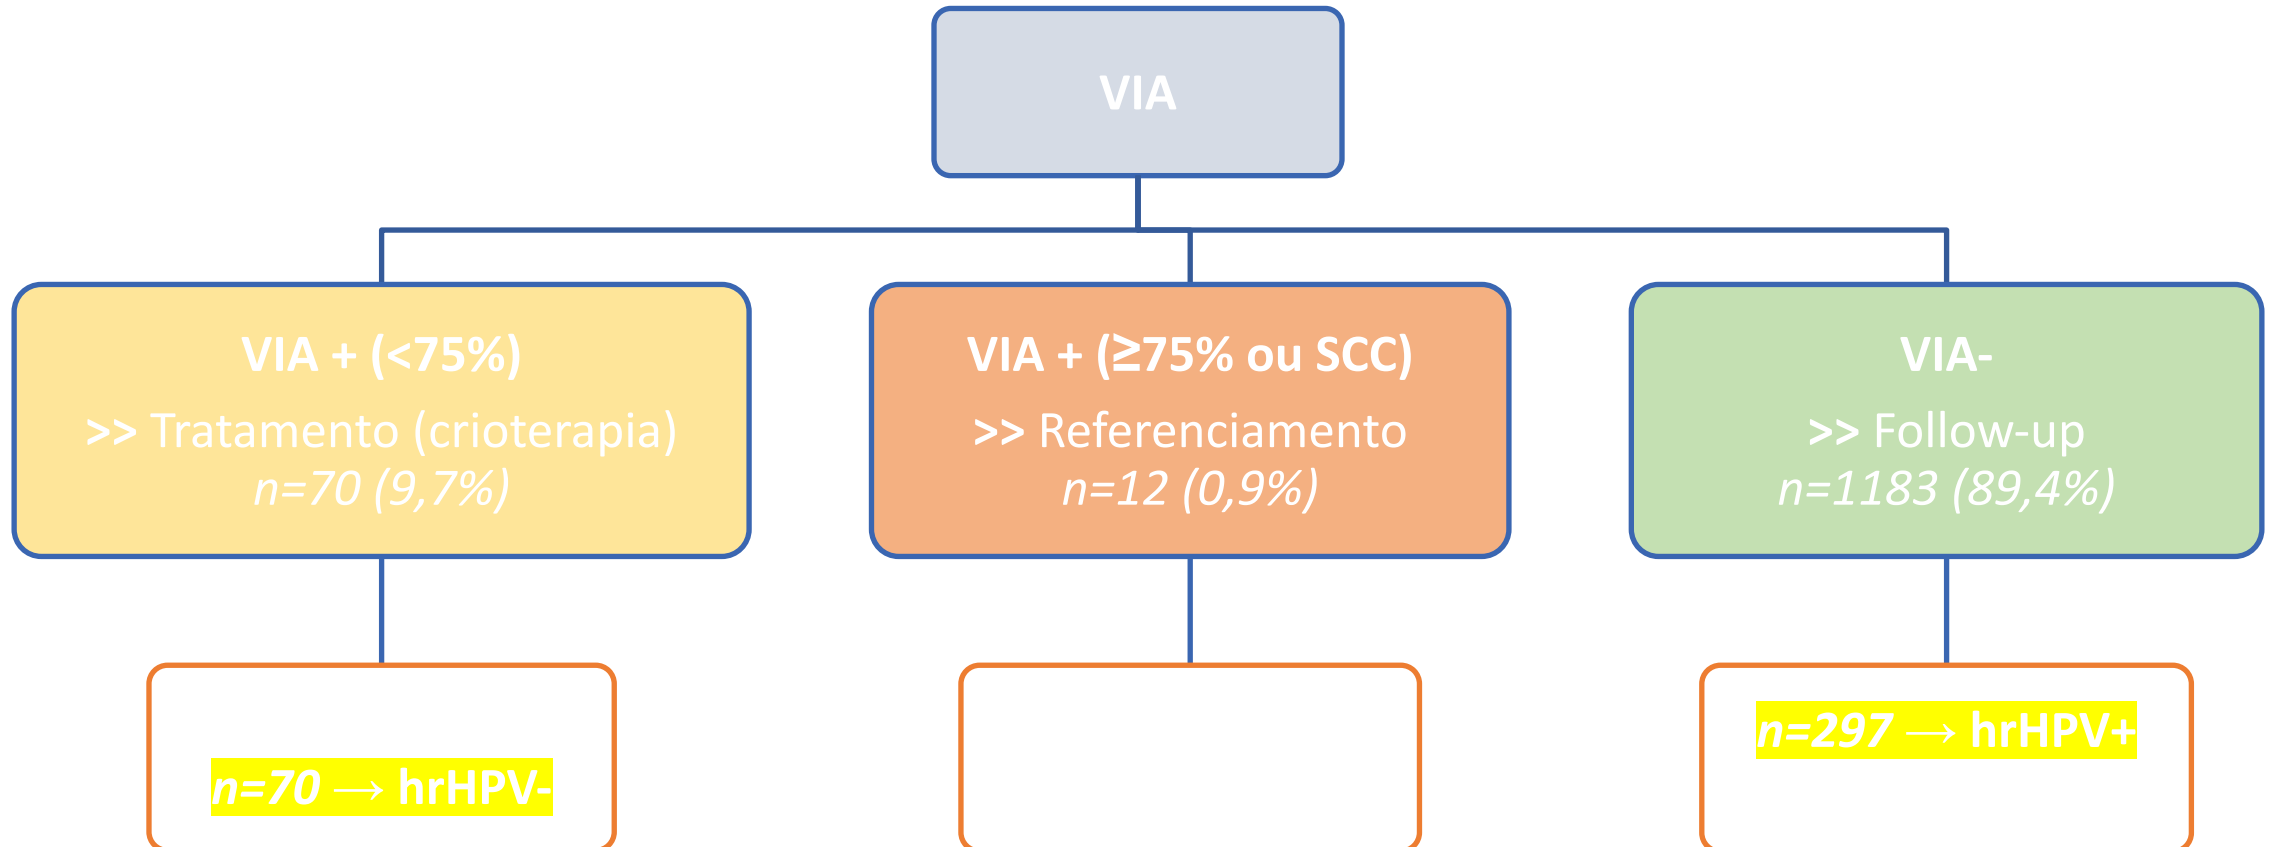 VIA
VIA + (<75%)
>> Tratamento (crioterapia)
n=70 (9,7%)
VIA + (≥75% ou SCC)
>> Referenciamento
n=12 (0,9%)
VIA-
>> Follow-up
n=1183 (89,4%)
n=70 → hrHPV-
n=297 → hrHPV+